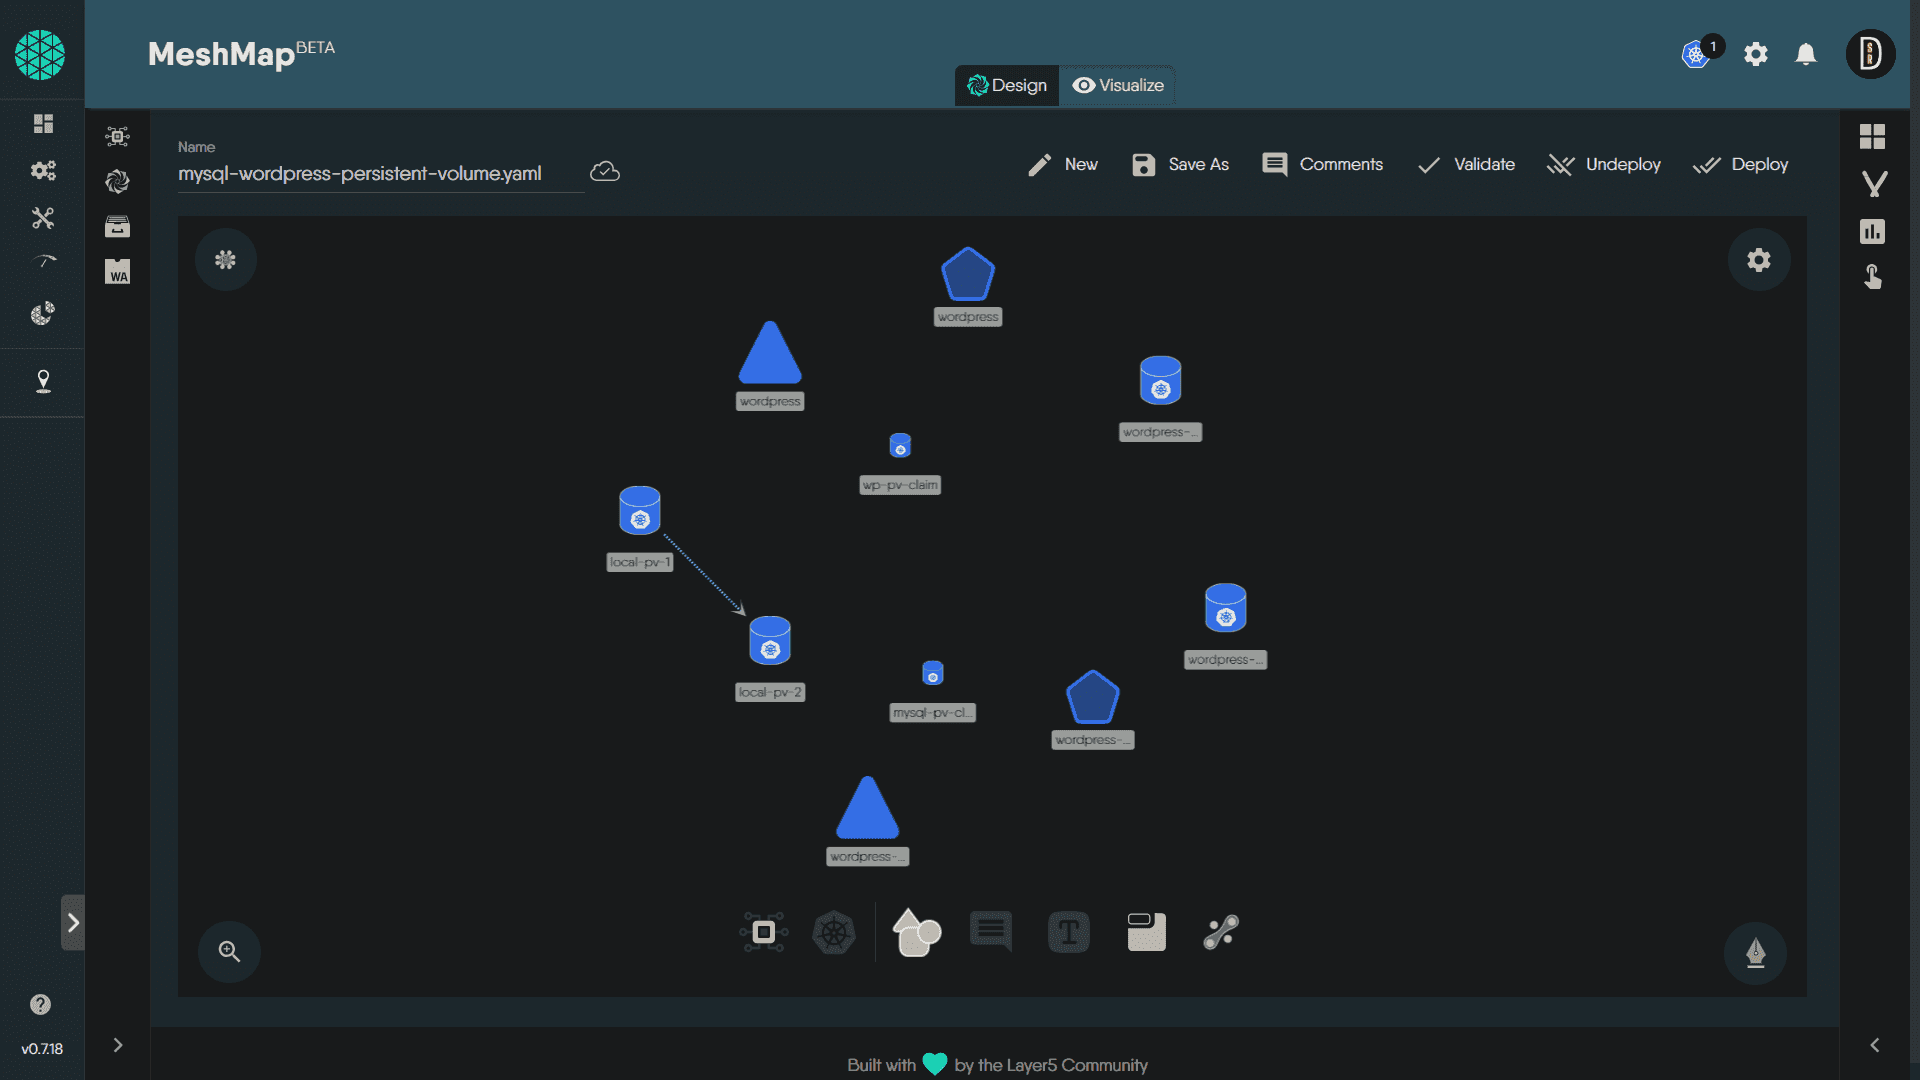 MeshMap BETA
1
Design
Visualize
Name
mysql-wordpress-persistent-volume.yaml
New
Save As
Comments
Validate
Undeploy
Deploy
WA
wordpress
wordpress
wordpress-...
wp-pv-claim
local-pv-1
wordpress-...
local-pv-2
mysql-pv-cl...
wordpress-...
wordpress-...
T
v0.7.18
Built with by the Layer5 Community